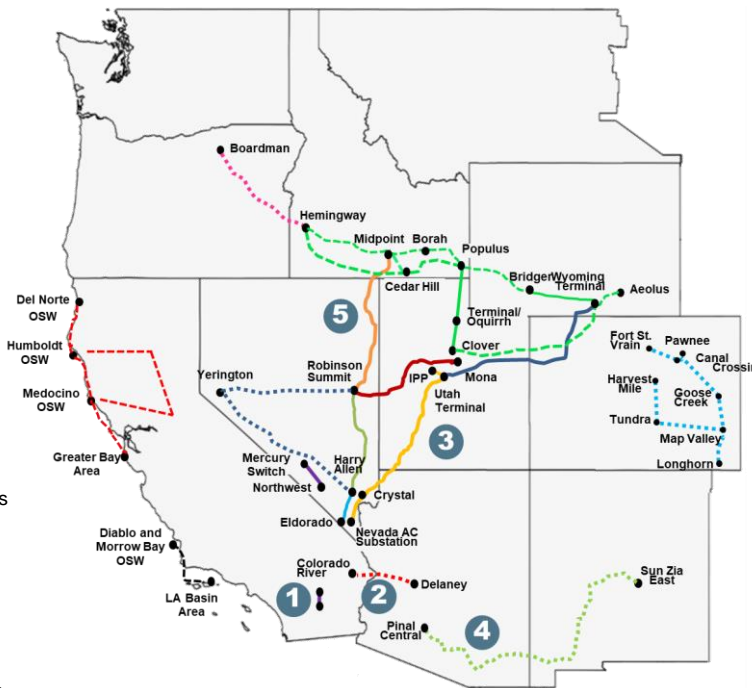 Boardman
Hemingway
Midpoint
Borah
Populus
Bridger
Wyoming
Terminal
Aeolus
Cedar Hill
Del Norte
OSW
5
Terminal/
Oquirrh
Fort St.
Vrain
Pawnee
Canal
Crossin
Humboldt
OSW
Clover
Robinson
Summit
IPP
Mona
Yerington
Harvest
Mile
Goose
Creek
Medocino
OSW
Utah
Terminal
Tundra
3
Map Valley
Greater Bay
Area
Mercury
Switch
Harry
Allen
Longhorn
Northwest
Crystal
s
Eldorado
Nevada AC
Substation
Diablo and
Morrow Bay
OSW
Colorado
River
Sun Zia
East
LA Basin
Area
1
2
Delaney
Pinal
Central
4